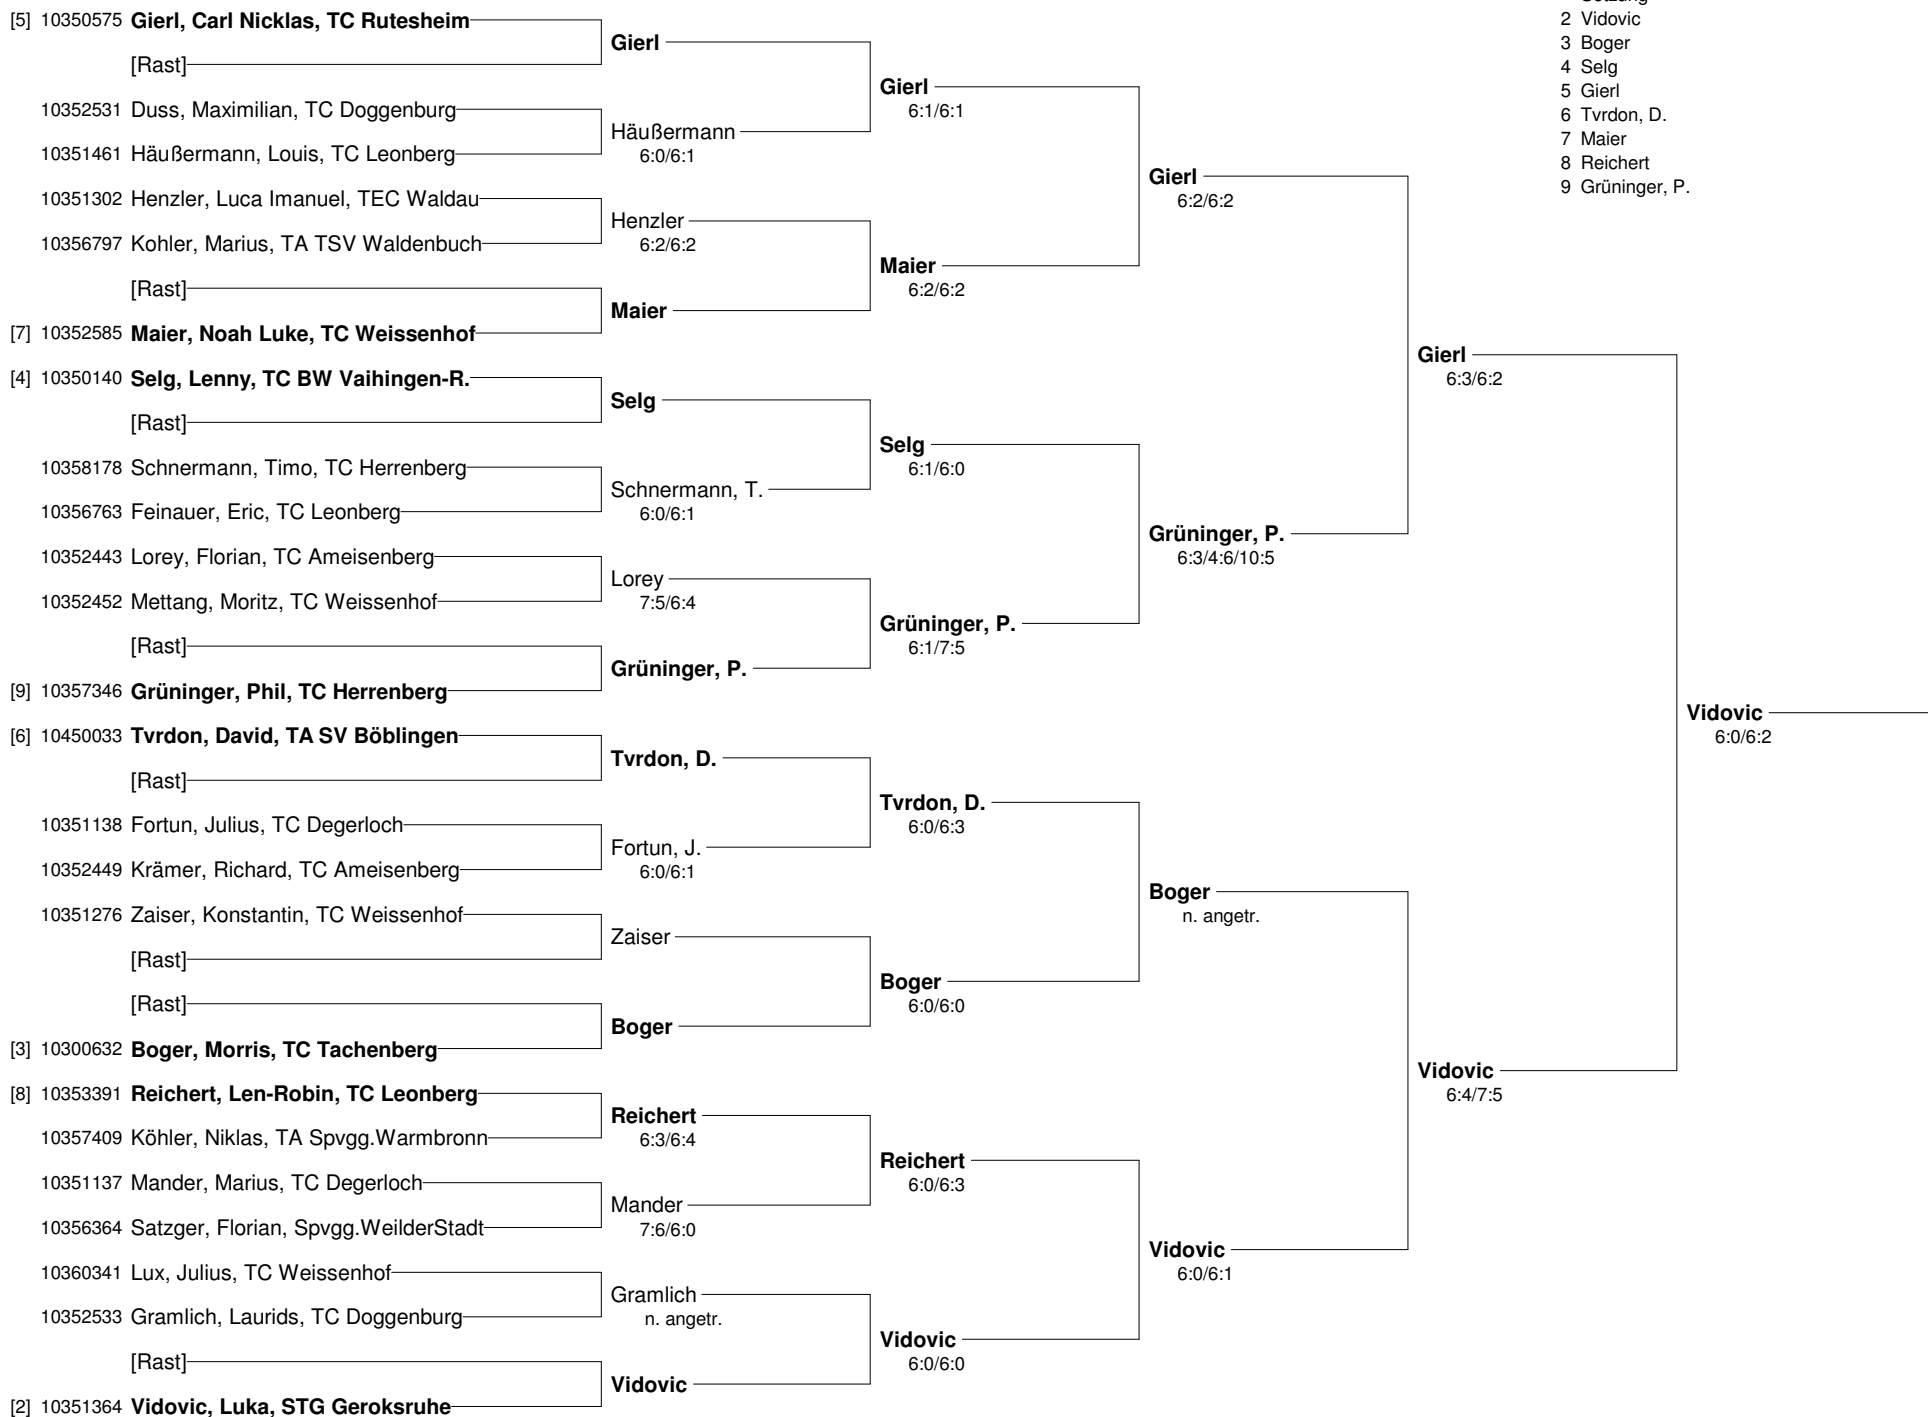 [5] 10350575 Gierl, Carl Nicklas, TC Rutesheim
[Rast]
10352531 Duss, Maximilian, TC Doggenburg
10351461 Häußermann, Louis, TC Leonberg
10351302 Henzler, Luca Imanuel, TEC Waldau
10356797 Kohler, Marius, TA TSV Waldenbuch
[Rast]
[7] 10352585 Maier, Noah Luke, TC Weissenhof
[4] 10350140 Selg, Lenny, TC BW Vaihingen-R.
[Rast]
10358178 Schnermann, Timo, TC Herrenberg
10356763 Feinauer, Eric, TC Leonberg
10352443 Lorey, Florian, TC Ameisenberg
10352452 Mettang, Moritz, TC Weissenhof
[Rast]
[9] 10357346 Grüninger, Phil, TC Herrenberg
[6] 10450033 Tvrdon, David, TA SV Böblingen
[Rast]
10351138 Fortun, Julius, TC Degerloch
10352449 Krämer, Richard, TC Ameisenberg
10351276 Zaiser, Konstantin, TC Weissenhof
[Rast]
[Rast]
[3] 10300632 Boger, Morris, TC Tachenberg
[8] 10353391 Reichert, Len-Robin, TC Leonberg
10357409 Köhler, Niklas, TA Spvgg.Warmbronn
10351137 Mander, Marius, TC Degerloch
10356364 Satzger, Florian, Spvgg.WeilderStadt
10360341 Lux, Julius, TC Weissenhof
10352533 Gramlich, Laurids, TC Doggenburg
[Rast]
[2] 10351364 Vidovic, Luka, STG Geroksruhe
Gierl
Häußermann
6:0/6:1
Henzler
6:2/6:2
Maier
Selg
Schnermann, T.
6:0/6:1
Lorey
7:5/6:4
Grüninger, P.
Tvrdon, D.
Fortun, J.
6:0/6:1
Zaiser
Boger
Reichert
6:3/6:4
Mander
7:6/6:0
Gramlich
n. angetr.
Vidovic
Gierl
6:1/6:1
Maier
6:2/6:2
Selg
6:1/6:0
Grüninger, P.
6:1/7:5
Tvrdon, D.
6:0/6:3
Boger
6:0/6:0
Reichert
6:0/6:3
Vidovic
6:0/6:0
Gierl
6:2/6:2
Grüninger, P.
6:3/4:6/10:5
Boger
n. angetr.
Vidovic
6:0/6:1
Gierl
6:3/6:2
Vidovic
6:4/7:5
Vidovic
6:0/6:2
Setzung
2 Vidovic
3 Boger
4 Selg
5 Gierl
6 Tvrdon, D.
7 Maier
8 Reichert
9 Grüninger, P.